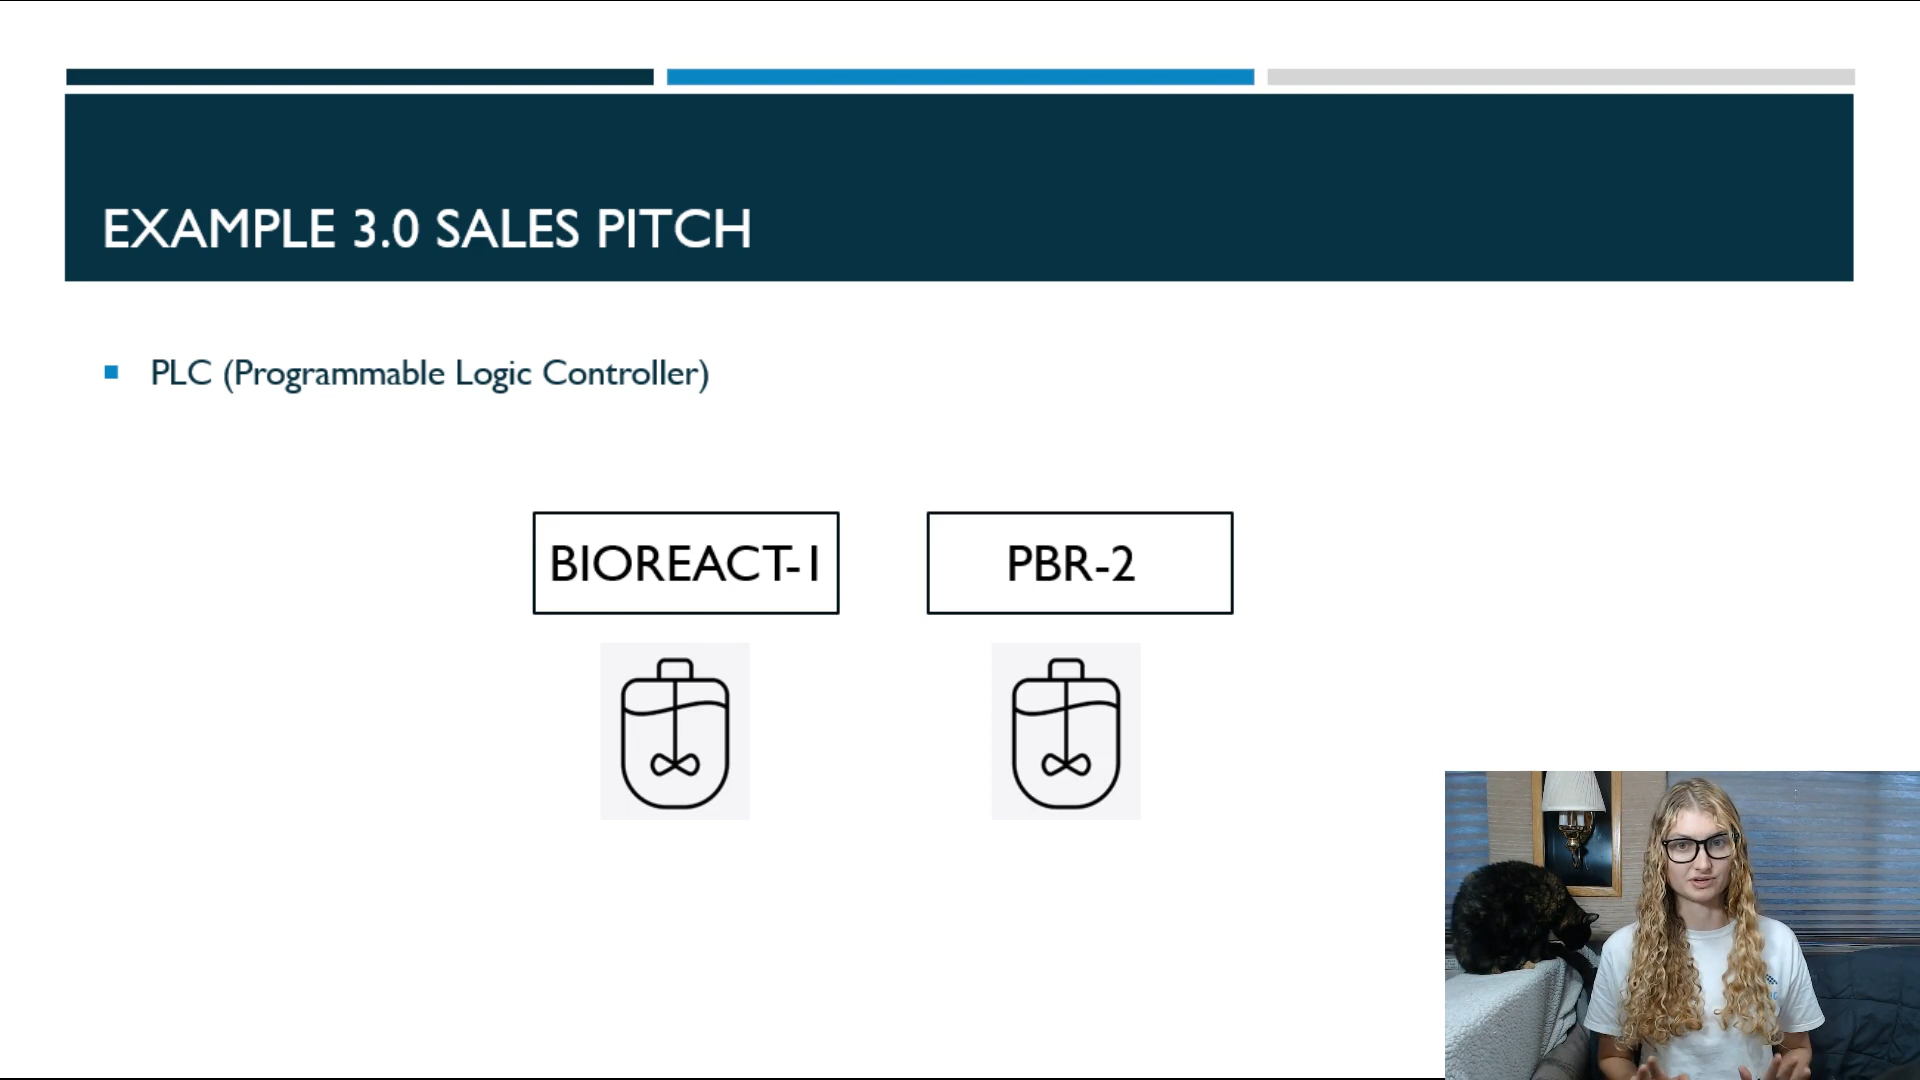 EXAMPLE 3.0 SALES PITCH
PLC (Programmable Logic Controller)
BIOREACT-1
PBR-2